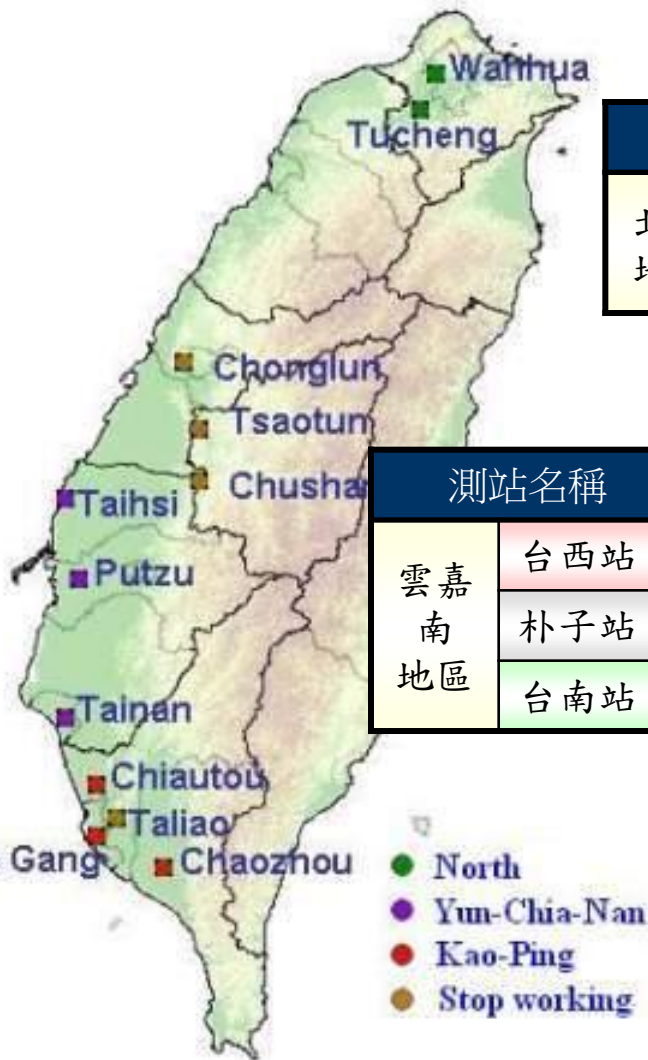 Wanhua
Tucheng
Chonglun
Tsaotun
Taihsi
Putzu
測站名稱
雲嘉
南
地區
台西站
朴子站
台南站
Tainan
Chiautou
Taliao
Gang
Chaozhou
North
Yun-Chia-Nan
Kao-Ping
Stop working